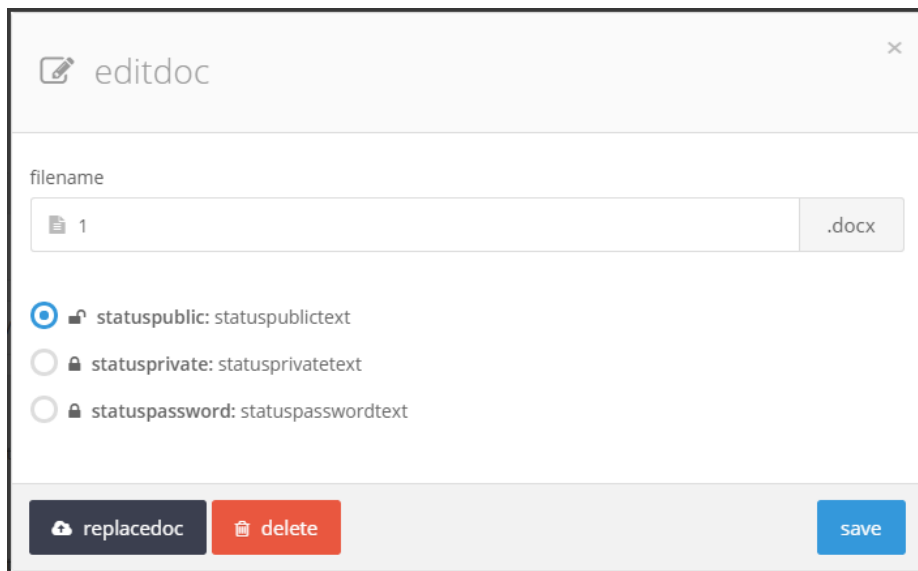 editdoc
×
filename
1 .docx
statuspublic: statuspublictext
statusprivate: statusprivatetext
statuspassword: statuspasswordtext
replacedoc delete save